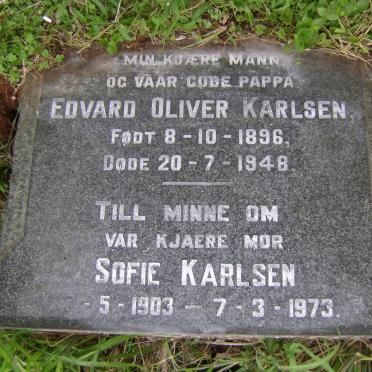 MIN KJÆRE MANN
OG VAAR GODE PAPPA
EDVARD OLIVER KARLSEN.
FØDT 8-10-1896.
DØDE 20-7-1948.
TILL MINNE OM
VAR KJAERE MOR
SOFIE KARLSEN
-5-1903 - 7-3-1973.